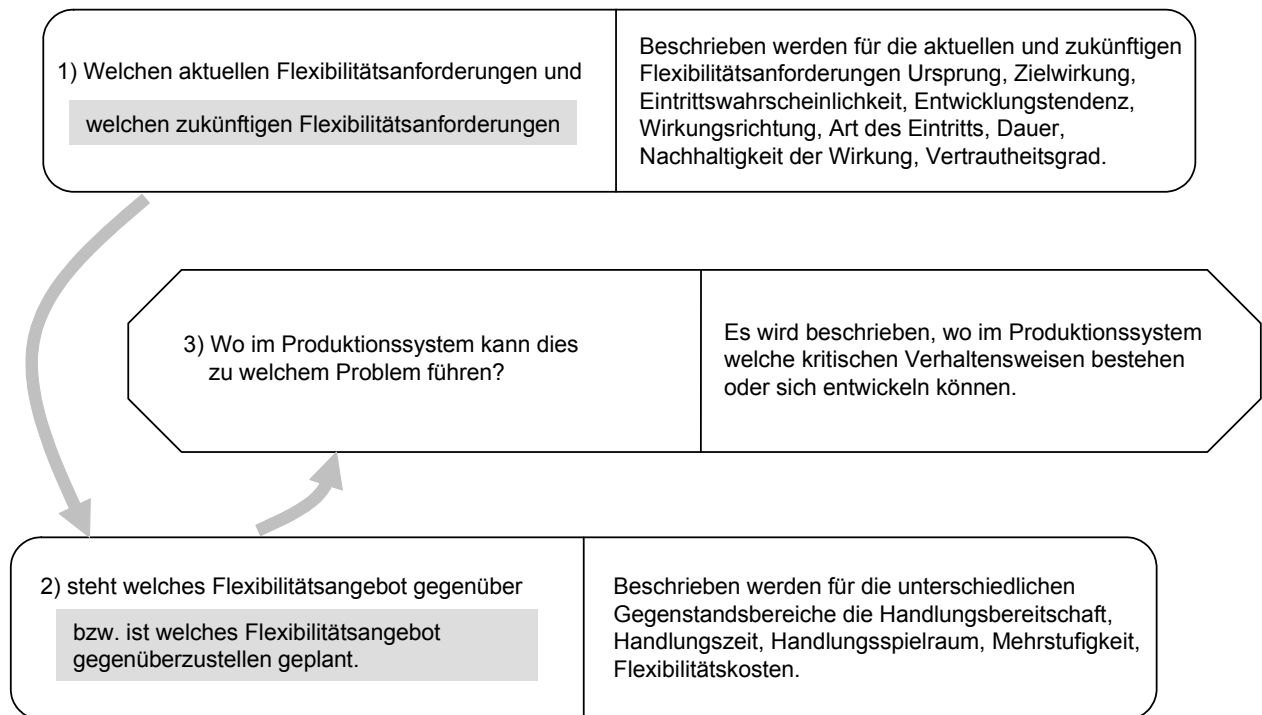 1) Welchen aktuellen Flexibilitätsanforderungen und
welchen zukünftigen Flexibilitätsanforderungen
Beschrieben werden für die aktuellen und zukünftigen
Flexibilitätsanforderungen Ursprung, Zielwirkung,
Eintrittswahrscheinlichkeit, Entwicklungstendenz,
Wirkungsrichtung, Art des Eintritts, Dauer,
Nachhaltigkeit der Wirkung, Vertrautheitsgrad.
3) Wo im Produktionssystem kann dies
zu welchem Problem führen?
Es wird beschrieben, wo im Produktionssystem
welche kritischen Verhaltensweisen bestehen
oder sich entwickeln können.
2) steht welches Flexibilitätsangebot gegenüber
bzw. ist welches Flexibilitätsangebot
gegenüberzustellen geplant.
Beschrieben werden für die unterschiedlichen
Gegenstandsbereiche die Handlungsbereitschaft,
Handlungszeit, Handlungsspielraum, Mehrstufigkeit,
Flexibilitätskosten.